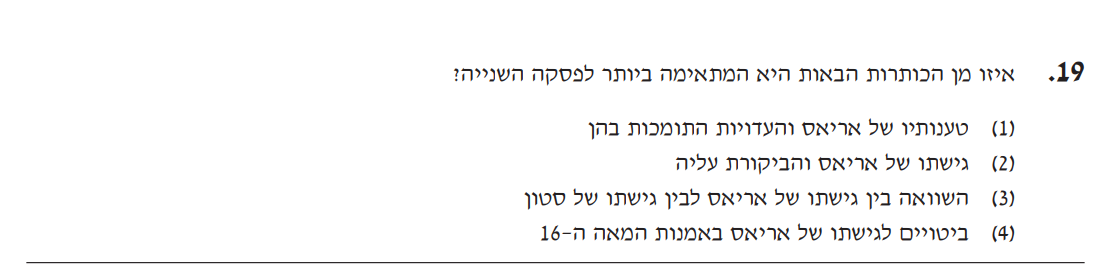 19. איזו מן הכותרות הבאות היא המתאימה ביותר לפסקה השנייה?
(1) טענותיו של אריאס והעדויות התומכות בהן
(2) גישתו של אריאס והביקורת עליה
(3) השוואה בין גישתו של אריאס לבין גישתו של סטון
(4) ביטויים לגישתו של אריאס באמנות המאה ה-16